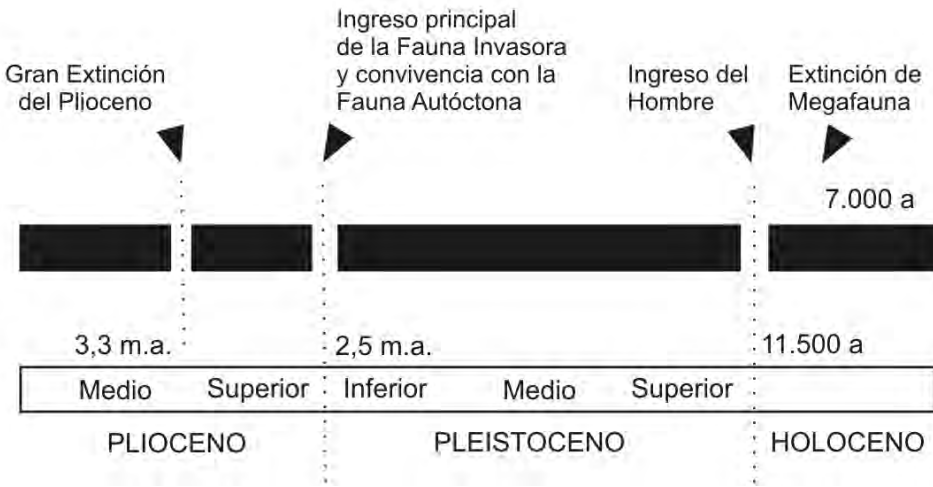 Gran Extinción
del Plioceno
Ingreso principal
de la Fauna Invasora
y convivencia con la
Fauna Autóctona
Ingreso del
Hombre
Extinción de
Megafauna
7.000 a
3,3 m.a.
2,5 m.a.
11.500 a
Medio
Superior
Inferior
Medio
Superior
PLIOCENO
PLEISTOCENO
HOLOCENO